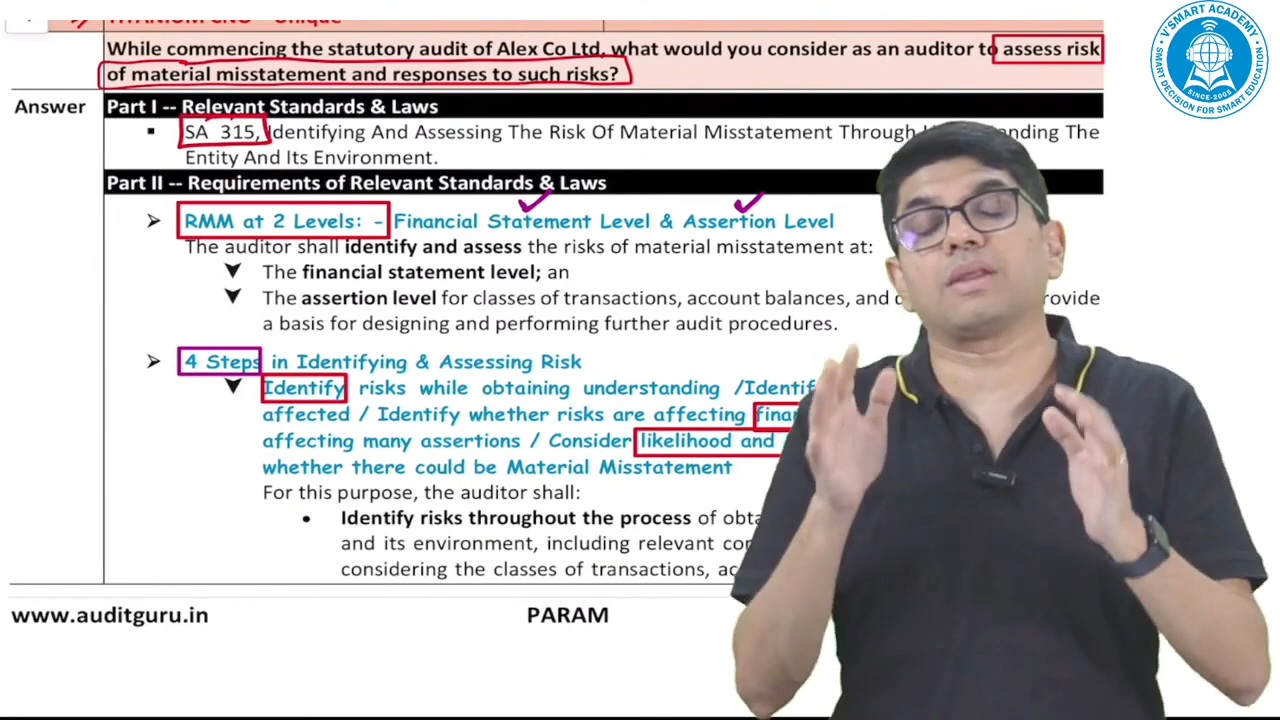 TITANIUM CNO – Unique
While commencing the statutory audit of Alex Co Ltd, what would you consider as an auditor to assess risk
of material misstatement and responses to such risks?
Answer
Part I -- Relevant Standards & Laws
SA 315, Identifying And Assessing The Risk Of Material Misstatement Through The
Entity And Its Environment.
Part II -- Requirements of Relevant Standards & Laws
RMM at 2 Levels: - Financial Statement Level & Assertion Level
The auditor shall identify and assess the risks of material misstatement at:
The financial statement level; an
The assertion level for classes of transactions, account balances, and
a basis for designing and performing further audit procedures.
4 Steps in Identifying & Assessing Risk
Identify risks while obtaining understanding /
affected / Identify whether risks are affecting
affecting many assertions / Consider likelihood and
whether there could be Material Misstatement
For this purpose, the auditor shall:
Identify risks throughout the process of
and its environment, including relevant
considering the classes of transactions,
www.auditguru.in
PARAM
V'SMART ACADEMY
SINCE-2005
SMART DECISION FOR SMART EDUCATION